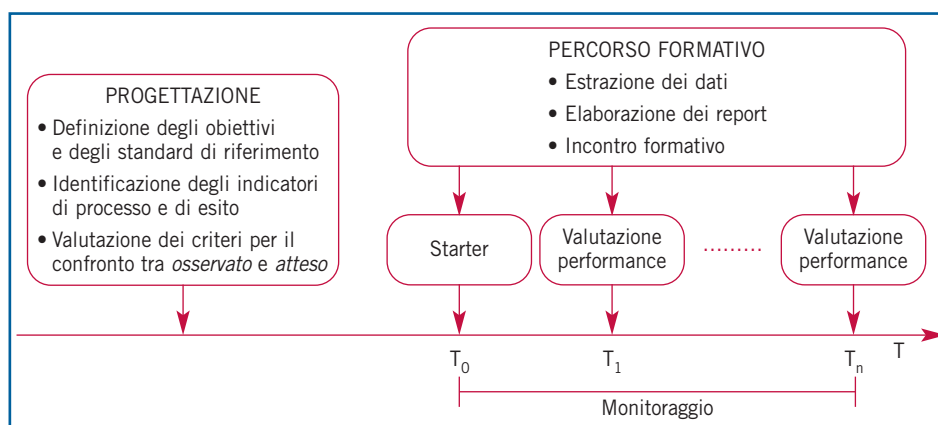 PROGETTAZIONE
• Definizione degli obiettivi
e degli standard di riferimento
• Identificazione degli indicatori
di processo e di esito
• Valutazione dei criteri per il
confronto tra osservato e atteso
PERCORSO FORMATIVO
• Estrazione dei dati
• Elaborazione dei report
• Incontro formativo
Starter
Valutazione
performance
.........
Valutazione
performance
T0
T1
Tn
T
Monitoraggio